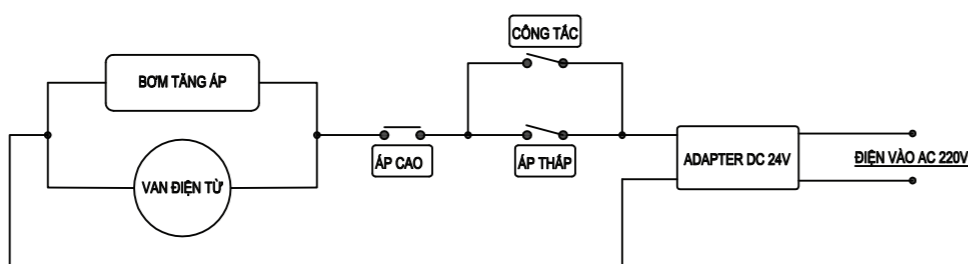 CÔNG TẮC
BƠM TĂNG ÁP
ÁP CAO
ÁP THẤP
ADAPTER DC 24V
ĐIỆN VÀO AC 220V
VAN ĐIỆN TỪ